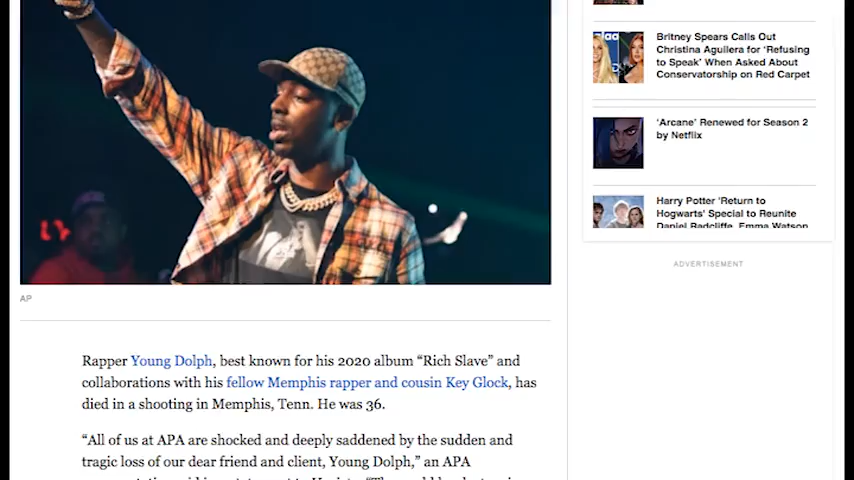 AP
Rapper Young Dolph, best known for his 2020 album “Rich Slave” and
collaborations with his fellow Memphis rapper and cousin Key Glock, has
died in a shooting in Memphis, Tenn. He was 36.
“All of us at APA are shocked and deeply saddened by the sudden and
tragic loss of our dear friend and client, Young Dolph,” an APA
Britney Spears Calls Out
Christina Aguilera for ‘Refusing
to Speak’ When Asked About
Conservatorship on Red Carpet
‘Arcane’ Renewed for Season 2
by Netflix
Harry Potter ‘Return to
Hogwarts’ Special to Reunite
Daniel Radcliffe, Emma Watson
ADVERTISEMENT